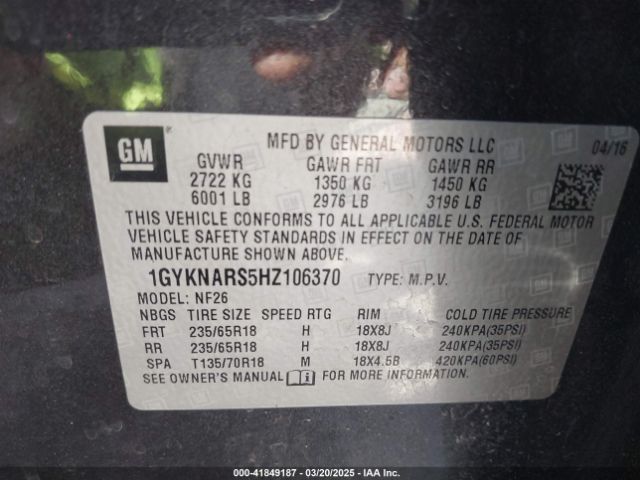 GM
MFD BY GENERAL MOTORS LLC 04/16
GVWR GAWR FRT GAWR RR
2722 KG 1350 KG 1450 KG
6001 LB 2976 LB 3196 LB
THIS VEHICLE CONFORMS TO ALL APPLICABLE U.S. FEDERAL MOTOR
VEHICLE SAFETY STANDARDS IN EFFECT ON THE DATE OF
MANUFACTURE SHOWN ABOVE.
1GYKNARS5HZ106370 TYPE: M.P.V.
MODEL: NF26
NBGS TIRE SIZE SPEED RTG RIM COLD TIRE PRESSURE
FRT 235/65R18 H 18X8J 240KPA(35PSI)
RR 235/65R18 H 18X8J 240KPA(35PSI)
SPA T135/70R18 M 18X4.5B 420KPA(60PSI)
SEE OWNER'S MANUAL FOR MORE INFORMATION.
000-41849187 - 03/20/2025 - IAA Inc.